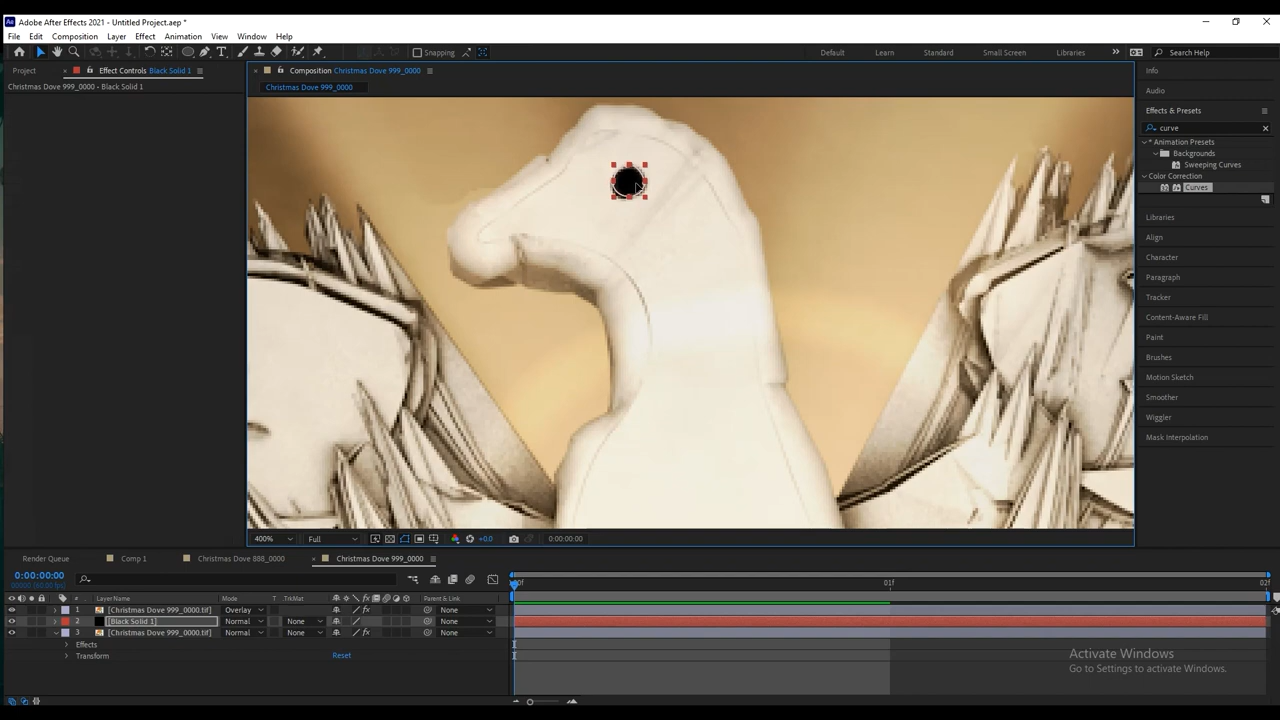 Adobe After Effects 2021 - Untitled Project.aep *
File Edit Composition Layer Effect Animation View Window Help
Snapping Default Learn Standard Small Screen Libraries Search Help
Project Effect Controls Black Solid 1 Composition Christmas Dove 999_0000 Info
Christmas Dove 999_0000 - Black Solid 1 Christmas Dove 999_0000
Audio
Effects & Presets
curve
* Animation Presets
Backgrounds
Sweeping Curves
Color Correction
Curves
Libraries
Align
Character
Paragraph
Tracker
Content-Aware Fill
Paint
Brushes
Motion Sketch
Smoother
Wiggler
Mask Interpolation
400% Full +0.0 0:00:00:00
Render Queue Comp 1 Christmas Dove 888_0000 Christmas Dove 999_0000
0:00:00:00
01f 02f
# Layer Name Mode T TrkMat Parent & Link
1 [Christmas Dove 999_0000.tif] Overlay None
2 [Black Solid 1] Normal None None
3 [Christmas Dove 999_0000.tif] Normal None None
Effects
Transform Reset
Activate Windows
Go to Settings to activate Windows.